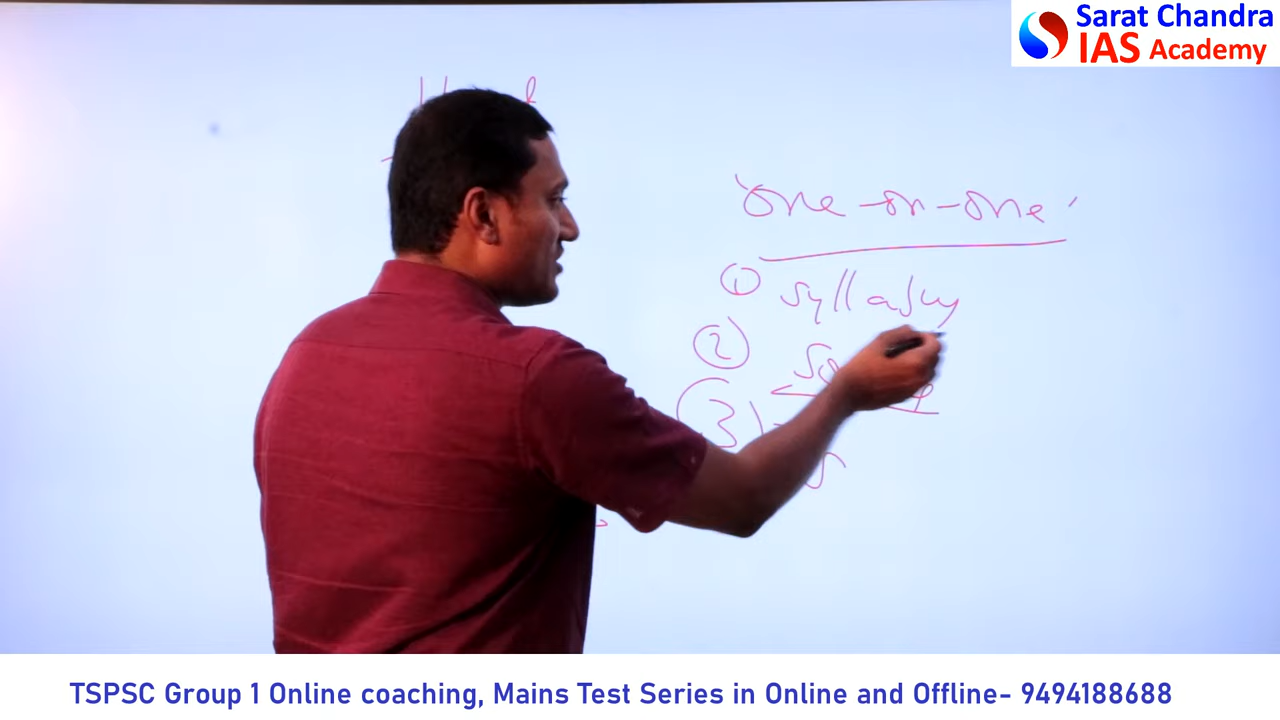 Sarat Chandra
IAS Academy
'one-on-one'
① syllabus
②
③
TSPSC Group 1 Online coaching, Mains Test Series in Online and Offline- 9494188688